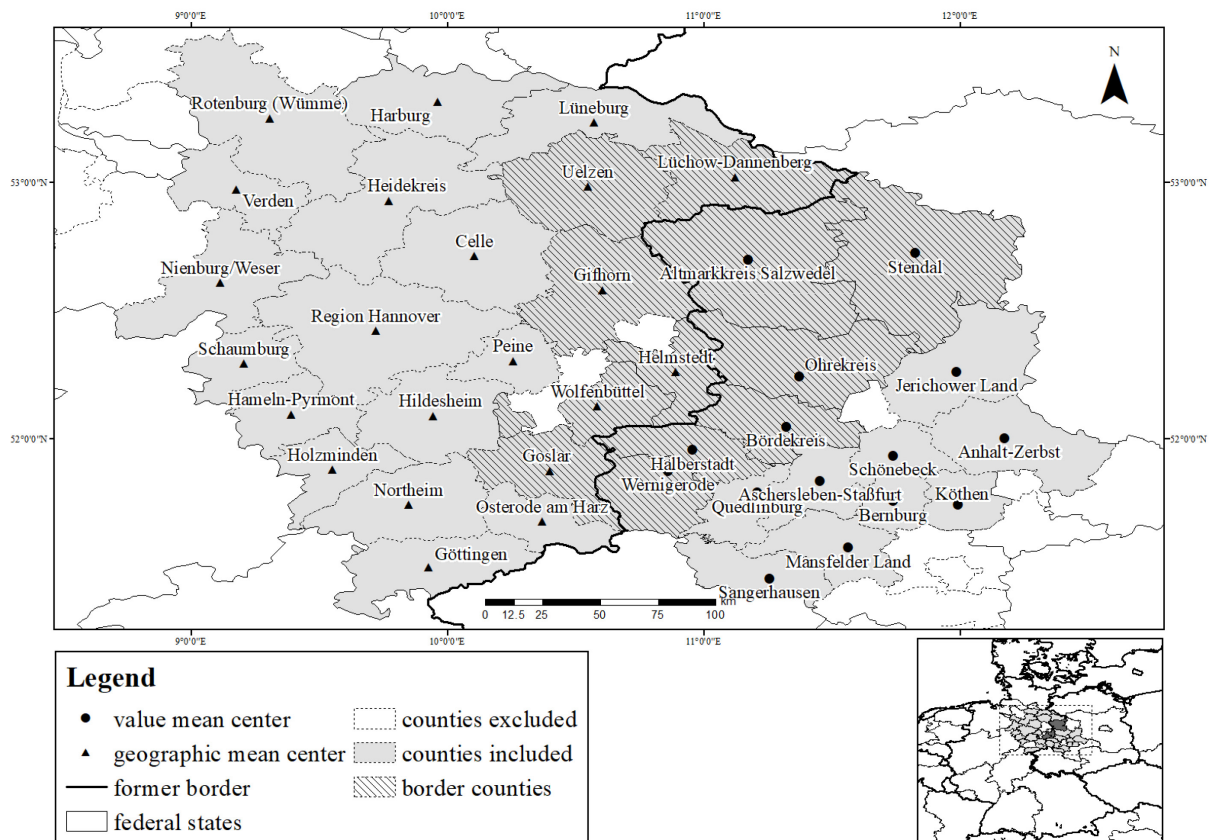 9°0'0"E 10°0'0"E 11°0'0"E 12°0'0"E
N
Rotenburg (Wümme)
Harburg
Lüneburg
Lüchow-Dannenberg
Uelzen
53°0'0"N 53°0'0"N
Heidekreis
Verden
Celle
Nienburg/Weser
Gifhorn
Altmarkkreis Salzwedel
Stendal
Region Hannover
Schaumburg
Peine
Helmstedt
Ohrekreis
Jerichower Land
Hameln-Pyrmont
Hildesheim
Wolfenbüttel
52°0'0"N 52°0'0"N
Bördekreis
Anhalt-Zerbst
Holzminden
Goslar
Halberstadt
Schönebeck
Wernigerode
Northeim
Aschersleben-Staßfurt
Köthen
Osterode am Harz
Quedlinburg
Bernburg
Göttingen
Mansfelder Land
Sangerhausen
km
0 12.5 25 50 75 100
9°0'0"E 10°0'0"E 11°0'0"E 12°0'0"E
Legend
value mean center
geographic mean center
former border
federal states
counties excluded
counties included
border counties